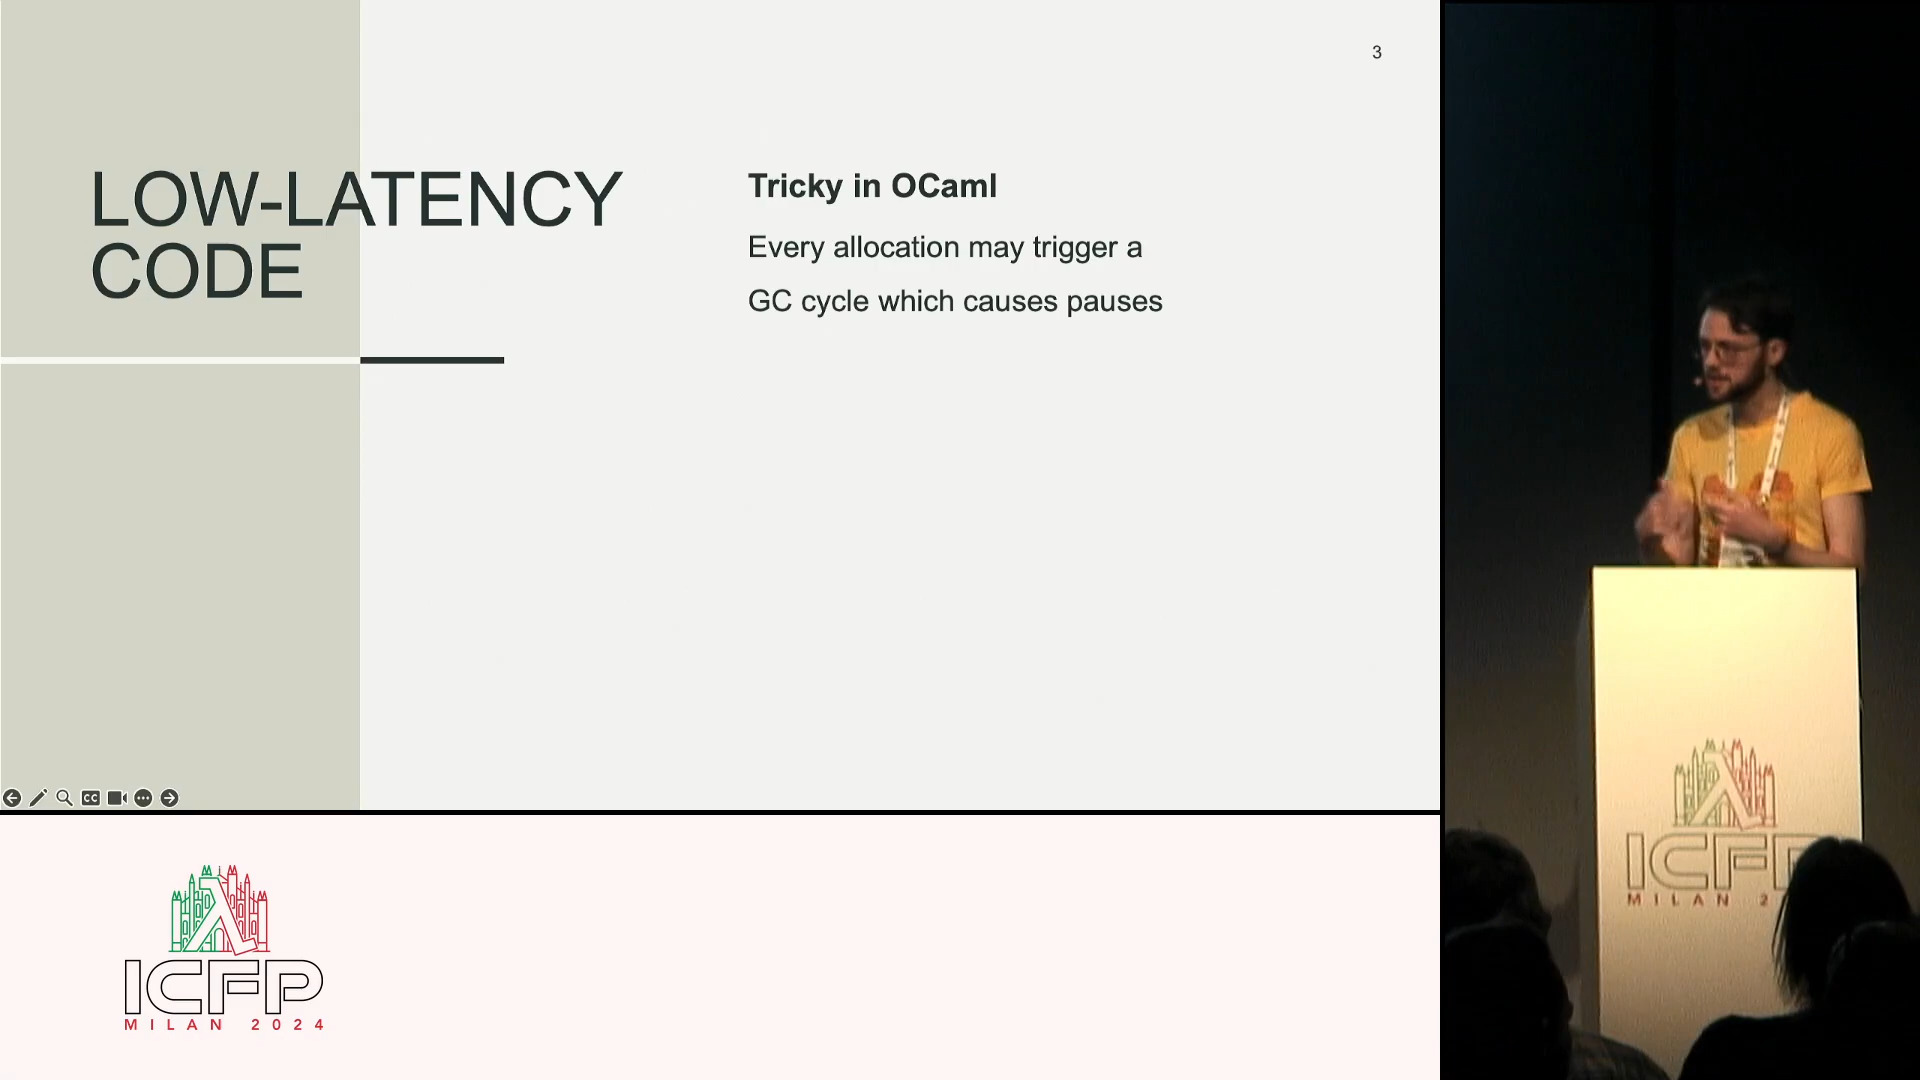 3
LOW-LATENCY
CODE
Tricky in OCaml
Every allocation may trigger a
GC cycle which causes pauses
CC
ICFP
MILAN 2024
ICFP
MILAN 2